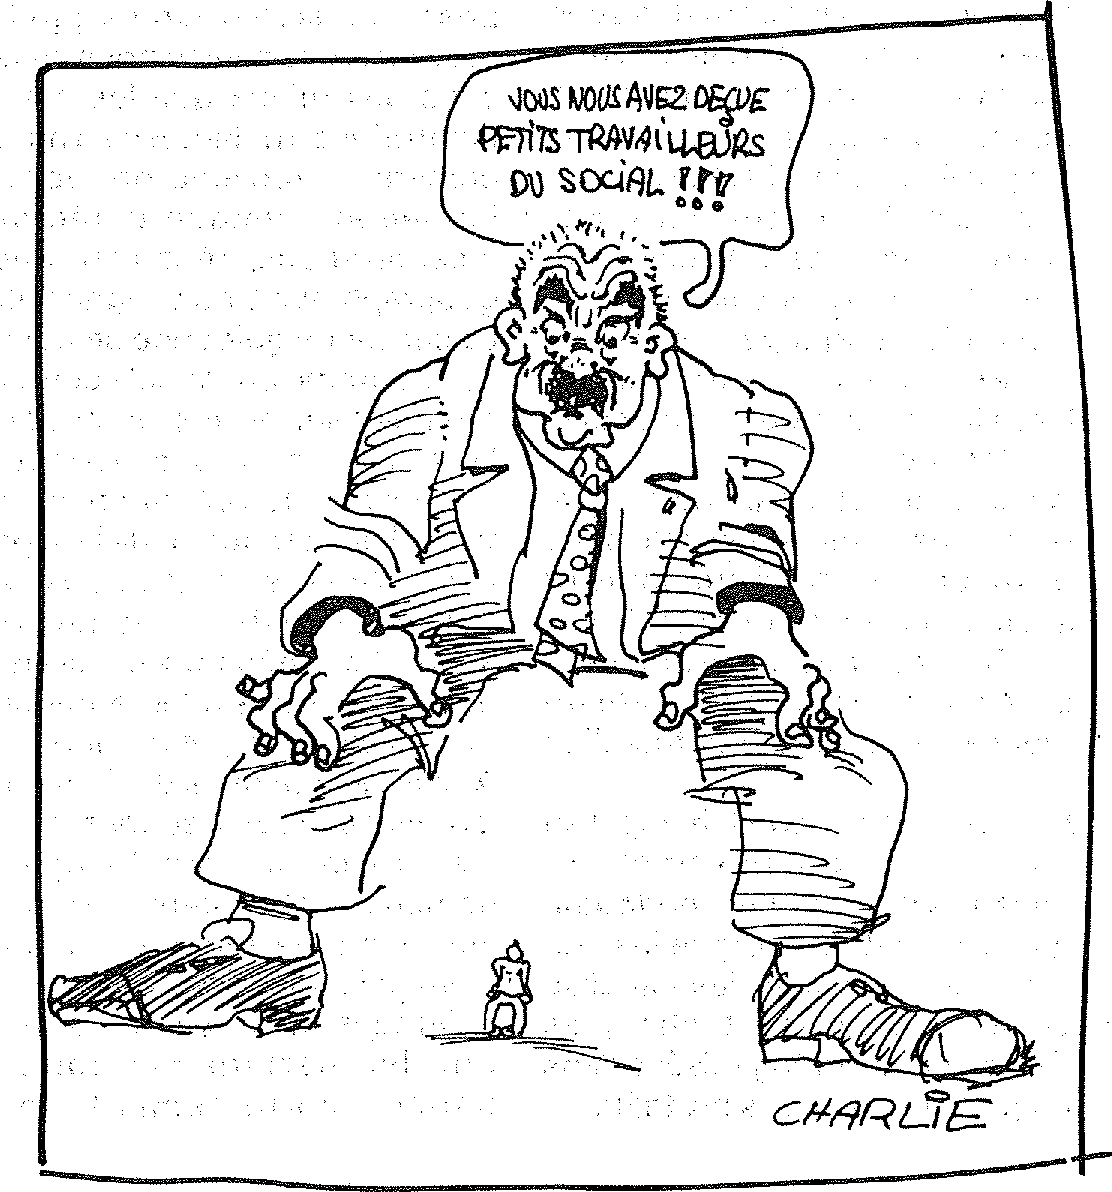 VOUS NOUS AVEZ DEÇUE
PETITS TRAVAiLLEURS
DU SOCiAL !!!
CHARLiE